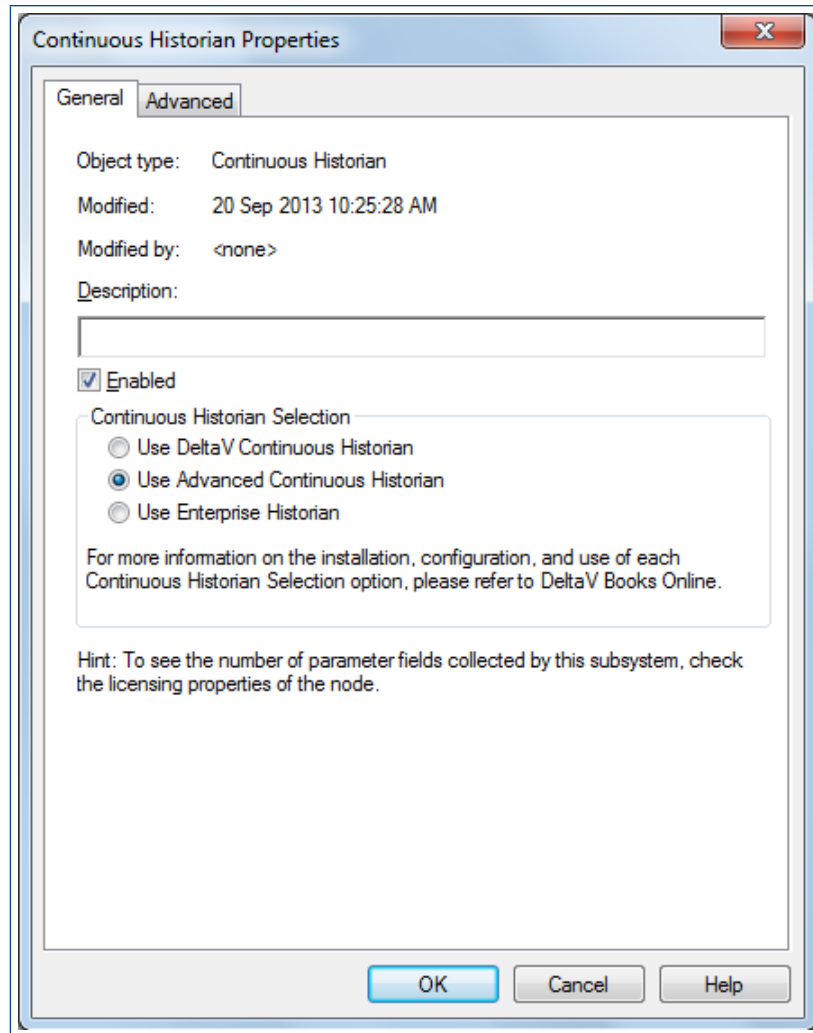 Continuous Historian Properties
General
Advanced
Object type: Continuous Historian
Modified: 20 Sep 2013 10:25:28 AM
Modified by: <none>
Description:
Enabled
Continuous Historian Selection
Use DeltaV Continuous Historian
Use Advanced Continuous Historian
Use Enterprise Historian
For more information on the installation, configuration, and use of each
Continuous Historian Selection option, please refer to DeltaV Books Online.
Hint: To see the number of parameter fields collected by this subsystem, check
the licensing properties of the node.
OK
Cancel
Help